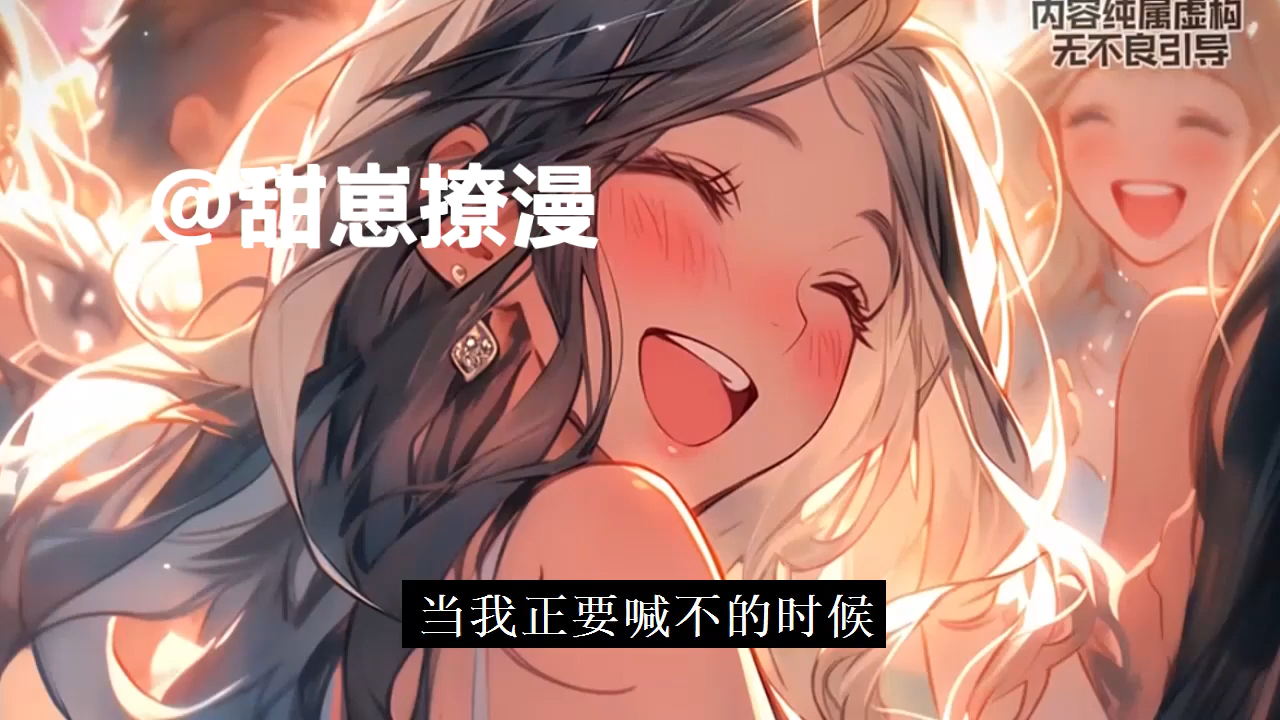 内容纯属虚构
无不良引导
@甜崽撩漫
当我正要喊不的时候